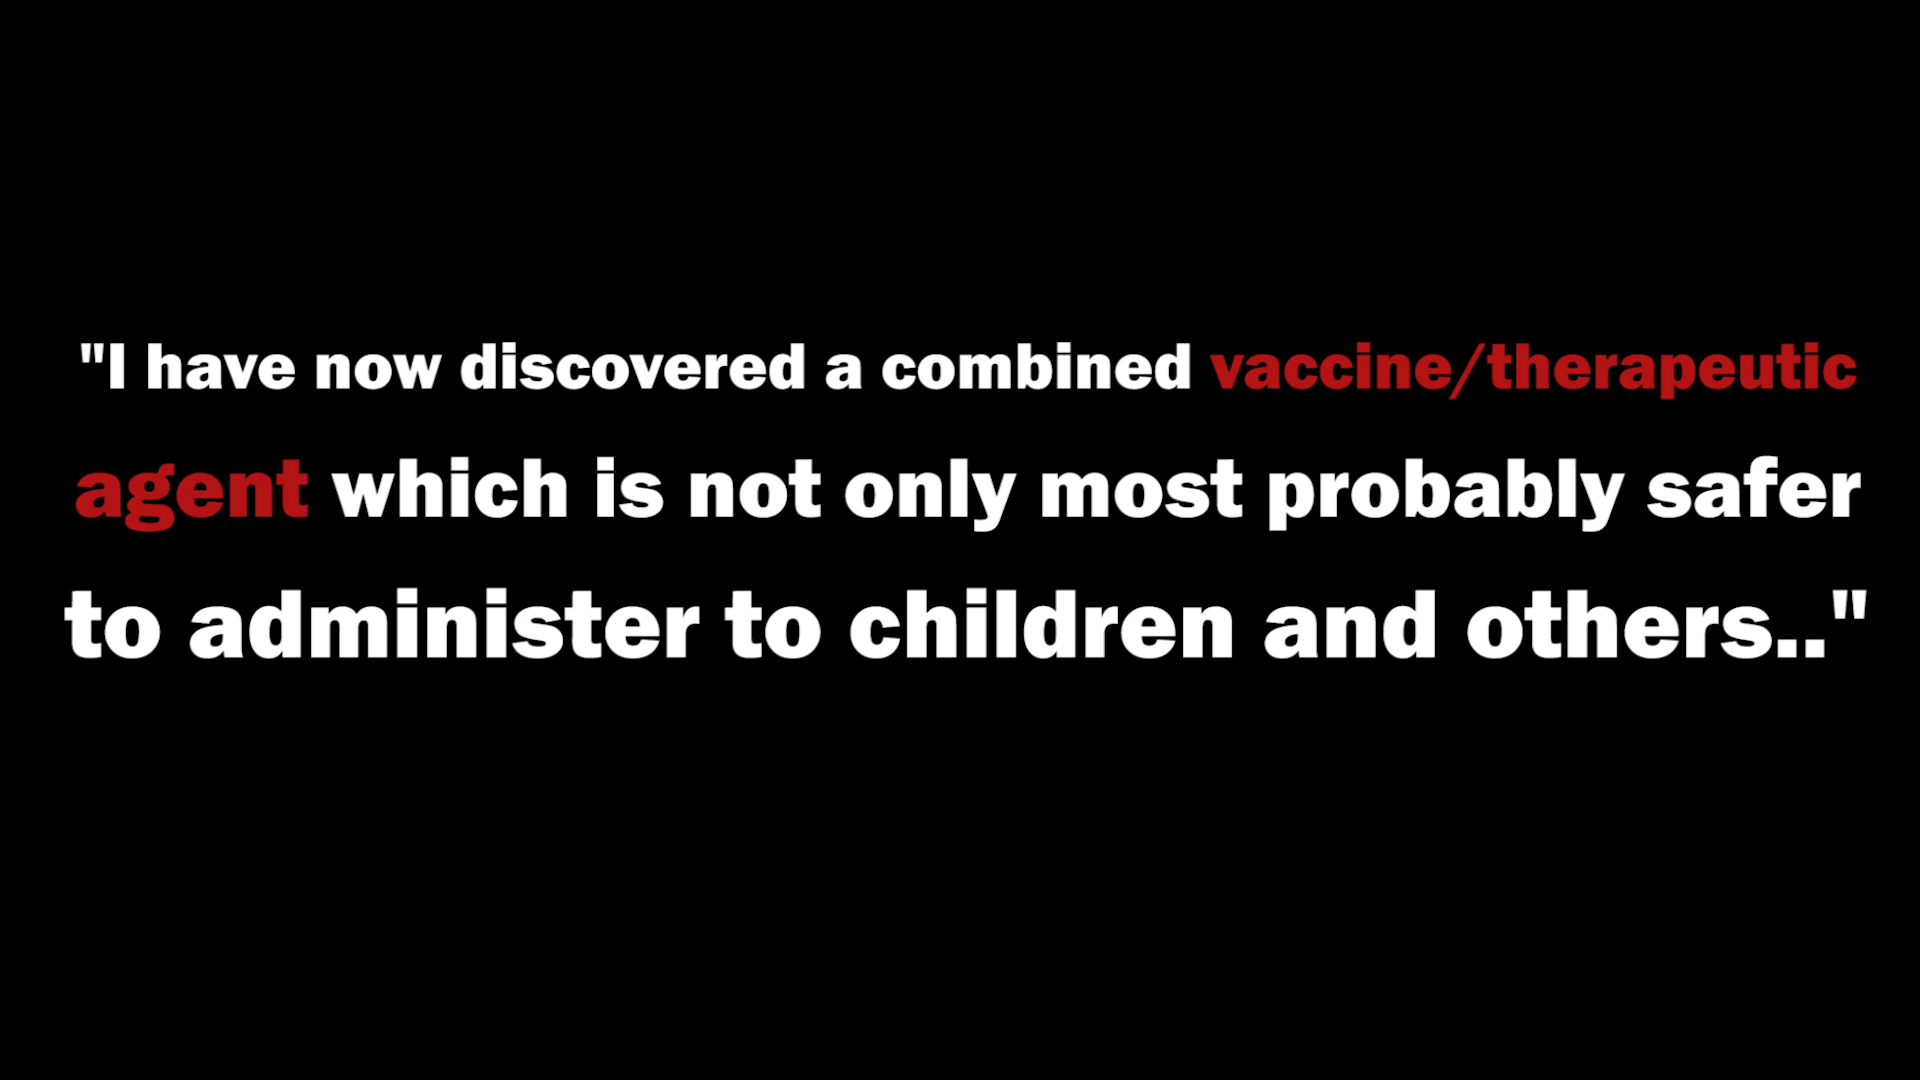 "I have now discovered a combined vaccine/therapeutic
agent which is not only most probably safer
to administer to children and others.."